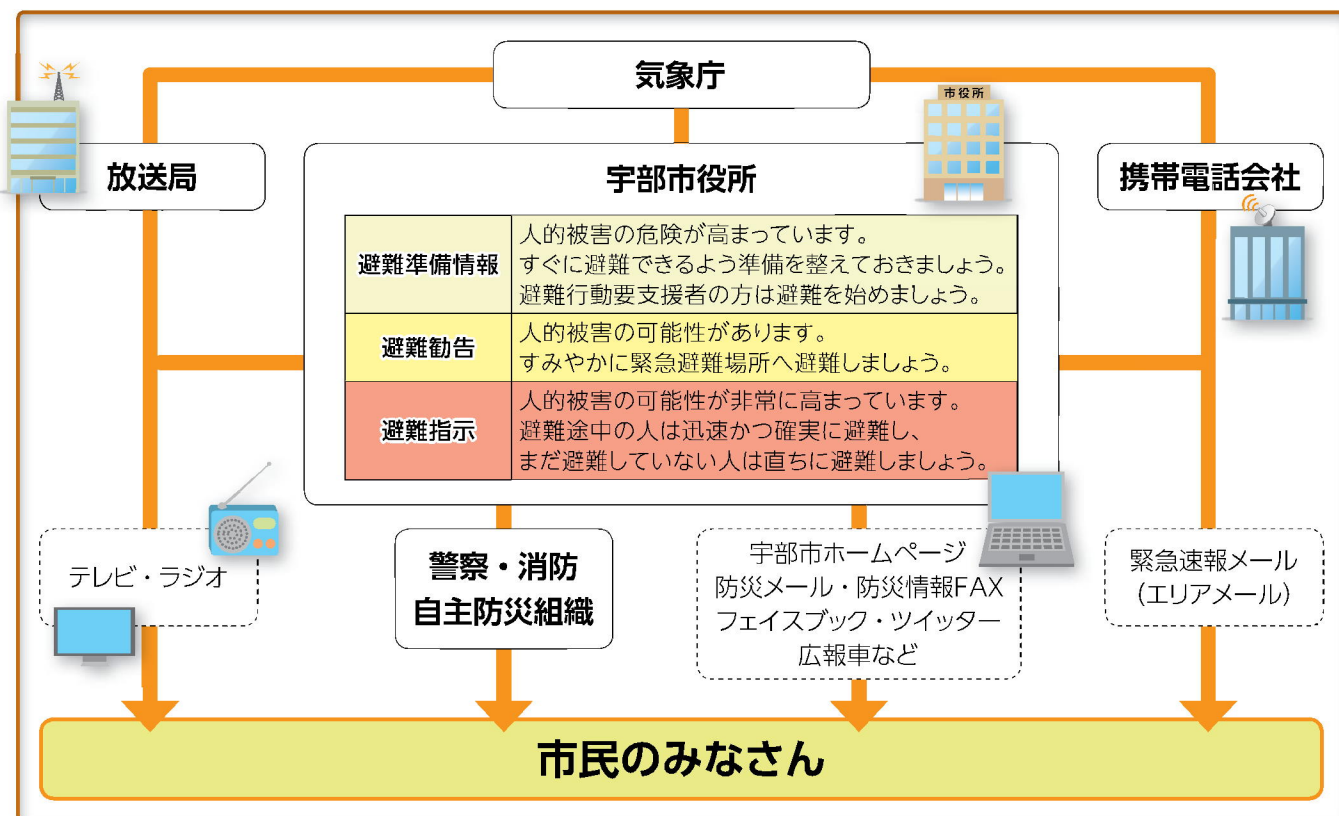 気象庁
市役所
放送局
宇部市役所
携帯電話会社
避難準備情報
人的被害の危険が高まっています。
すぐに避難できるよう準備を整えておきましょう。
避難行動要支援者の方は避難を始めましょう。
避難勧告
人的被害の可能性があります。
すみやかに緊急避難場所へ避難しましょう。
避難指示
人的被害の可能性が非常に高まっています。
避難途中の人は迅速かつ確実に避難し、
まだ避難していない人は直ちに避難しましょう。
テレビ・ラジオ
警察・消防
自主防災組織
宇部市ホームページ
防災メール・防災情報FAX
フェイスブック・ツイッター
広報車など
緊急速報メール
(エリアメール)
市民のみなさん